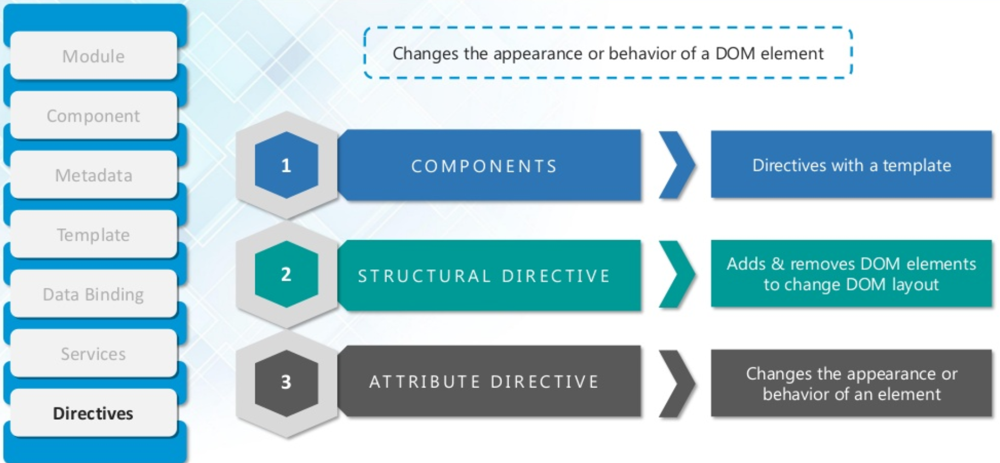 Module
Component
Metadata
Template
Data Binding
Services
Directives
Changes the appearance or behavior of a DOM element
1
COMPONENTS
Directives with a template
2
STRUCTURAL DIRECTIVE
Adds & removes DOM elements
to change DOM layout
3
ATTRIBUTE DIRECTIVE
Changes the appearance or
behavior of an element